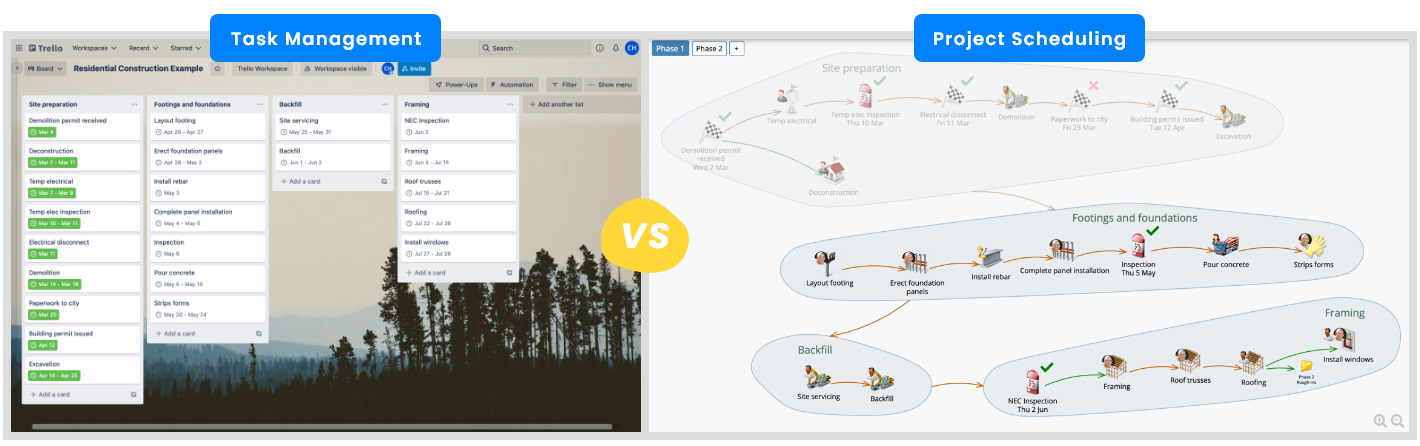 Task Management
Trello
Workspaces
Recent
Starred
Search
CH
Board
Residential Construction Example
Trello Workspace
Workspace visible
CH
Invite
Power-Ups
Automation
Filter
Show menu
Site preparation
Demolition permit received
Mar 4
Deconstruction
Mar 7 - Mar 11
Temp electrical
Mar 7 - Mar 9
Temp elec inspection
Mar 10 - Mar 11
Electrical disconnect
Mar 11
Demolition
Mar 14 - Mar 18
Paperwork to city
Mar 25
Building permit issued
Apr 12
Excavation
Apr 14 - Apr 25
+ Add a card
Footings and foundations
Layout footing
Apr 26 - Apr 27
Erect foundation panels
Apr 28 - May 2
Install rebar
May 3
Complete panel installation
May 4 - May 5
Inspection
May 6
Pour concrete
May 9 - May 18
Strips forms
May 20 - May 24
+ Add a card
Backfill
Site servicing
May 25 - May 31
Backfill
Jun 1 - Jun 2
+ Add a card
Framing
NEC Inspection
Jun 2
Framing
Jun 3 - Jul 14
Roof trusses
Jul 15 - Jul 21
Roofing
Jul 22 - Jul 26
Install windows
Jul 27 - Jul 28
+ Add a card
+ Add another list
VS
Project Scheduling
Phase 1
Phase 2
+
Site preparation
Demolition permit
received
Wed 2 Mar
Temp electrical
Temp elec inspection
Thu 10 Mar
Electrical disconnect
Fri 11 Mar
Demolition
Paperwork to city
Fri 25 Mar
Building permit issued
Tue 12 Apr
Excavation
Deconstruction
Footings and foundations
Layout footing
Erect foundation
panels
Install rebar
Complete panel installation
Inspection
Thu 5 May
Pour concrete
Strips forms
Backfill
Site servicing
Backfill
Framing
NEC Inspection
Thu 2 Jun
Framing
Roof trusses
Roofing
Phase 2
Rough-ins
Install windows